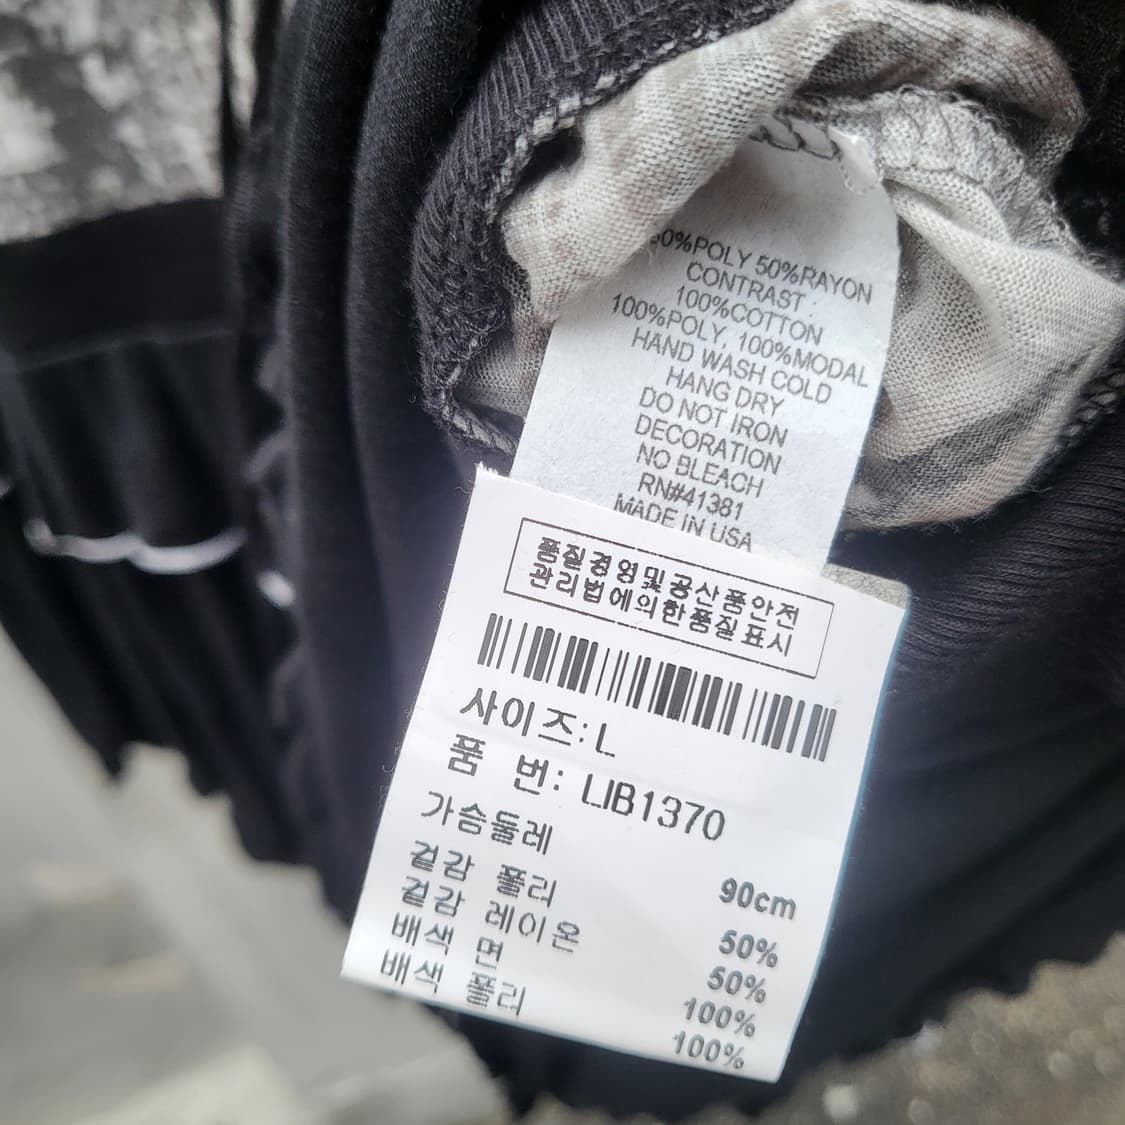 50%POLY 50%RAYON
CONTRAST :
100%COTTON
100%POLY, 100%MODAL
HAND WASH COLD
HANG DRY
DO NOT IRON
DECORATION
NO BLEACH
RN#41381
MADE IN USA
품질경영및공산품안전
관리법에의한품질표시
사이즈:L
품 번: LIB1370
가슴둘레 90cm
겉감 폴리 50%
겉감 레이온 50%
배색 면 100%
배색 폴리 100%